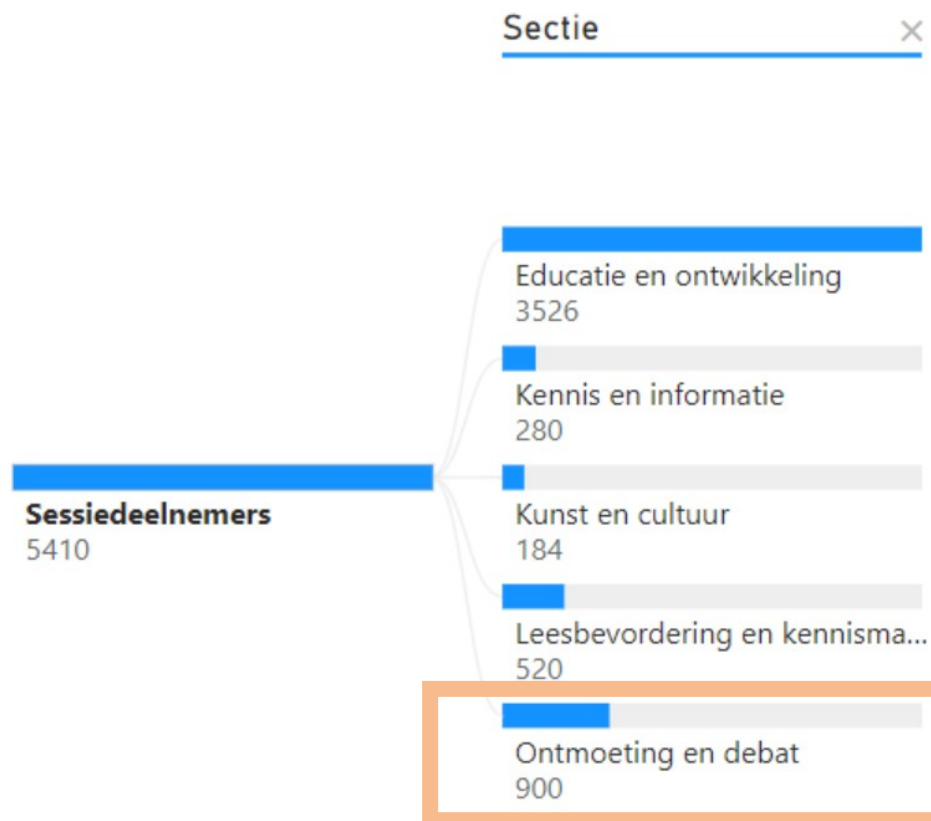 Sectie
Educatie en ontwikkeling
3526
Kennis en informatie
280
Sessiedeelnemers
5410
Kunst en cultuur
184
Leesbevordering en kennisma...
520
Ontmoeting en debat
900